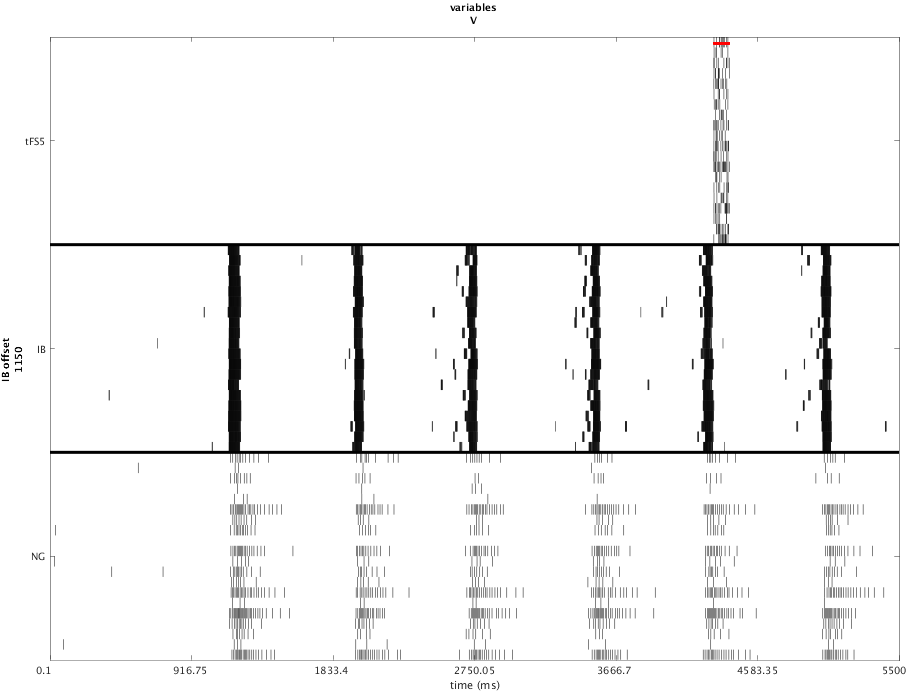 variables
V
tFS5
IB offset
1150
IB
NG
0.1 916.75 1833.4 2750.05 3666.7 4583.35 5500
time (ms)